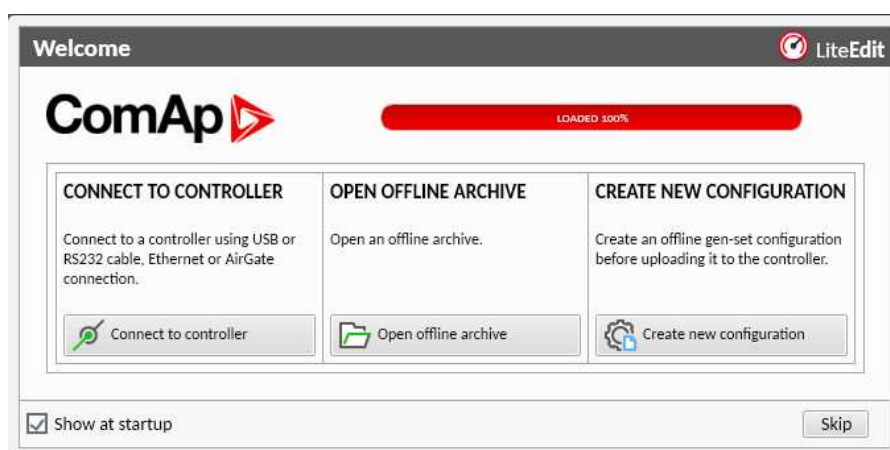 Welcome
LiteEdit
ComAp
LOADED 100%
CONNECT TO CONTROLLER
Connect to a controller using USB or
RS232 cable, Ethernet or AirGate
connection.
Connect to controller
OPEN OFFLINE ARCHIVE
Open an offline archive.
Open offline archive
CREATE NEW CONFIGURATION
Create an offline gen-set configuration
before uploading it to the controller.
Create new configuration
Show at startup
Skip